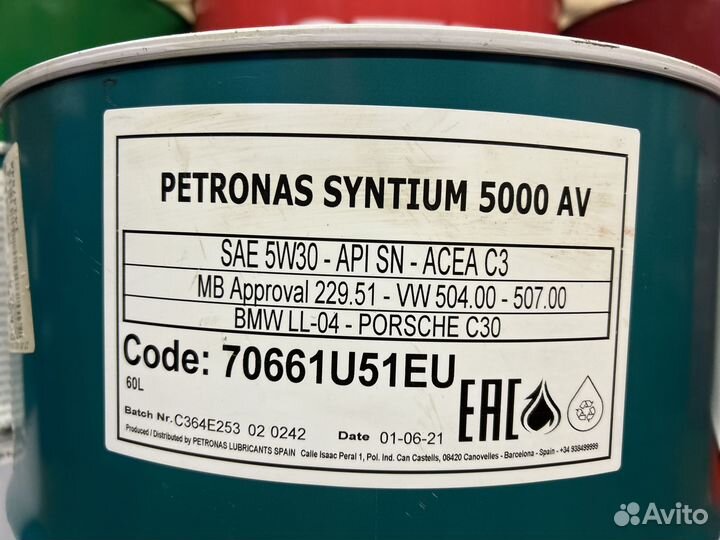 PETRONAS SYNTIUM 5000 AV
SAE 5W30 - API SN - ACEA C3
MB Approval 229.51 - VW 504.00 - 507.00
BMW LL-04 - PORSCHE C30
Code: 70661U51EU
60L
EAC
Batch Nr. C364E253 02 0242 Date 01-06-21
Produced / Distributed by PETRONAS LUBRICANTS SPAIN Calle Isaac Peral 1, Pol. Ind. Can Castells, 08420 Canovelles - Barcelona - Spain - +34 938499999
Avito